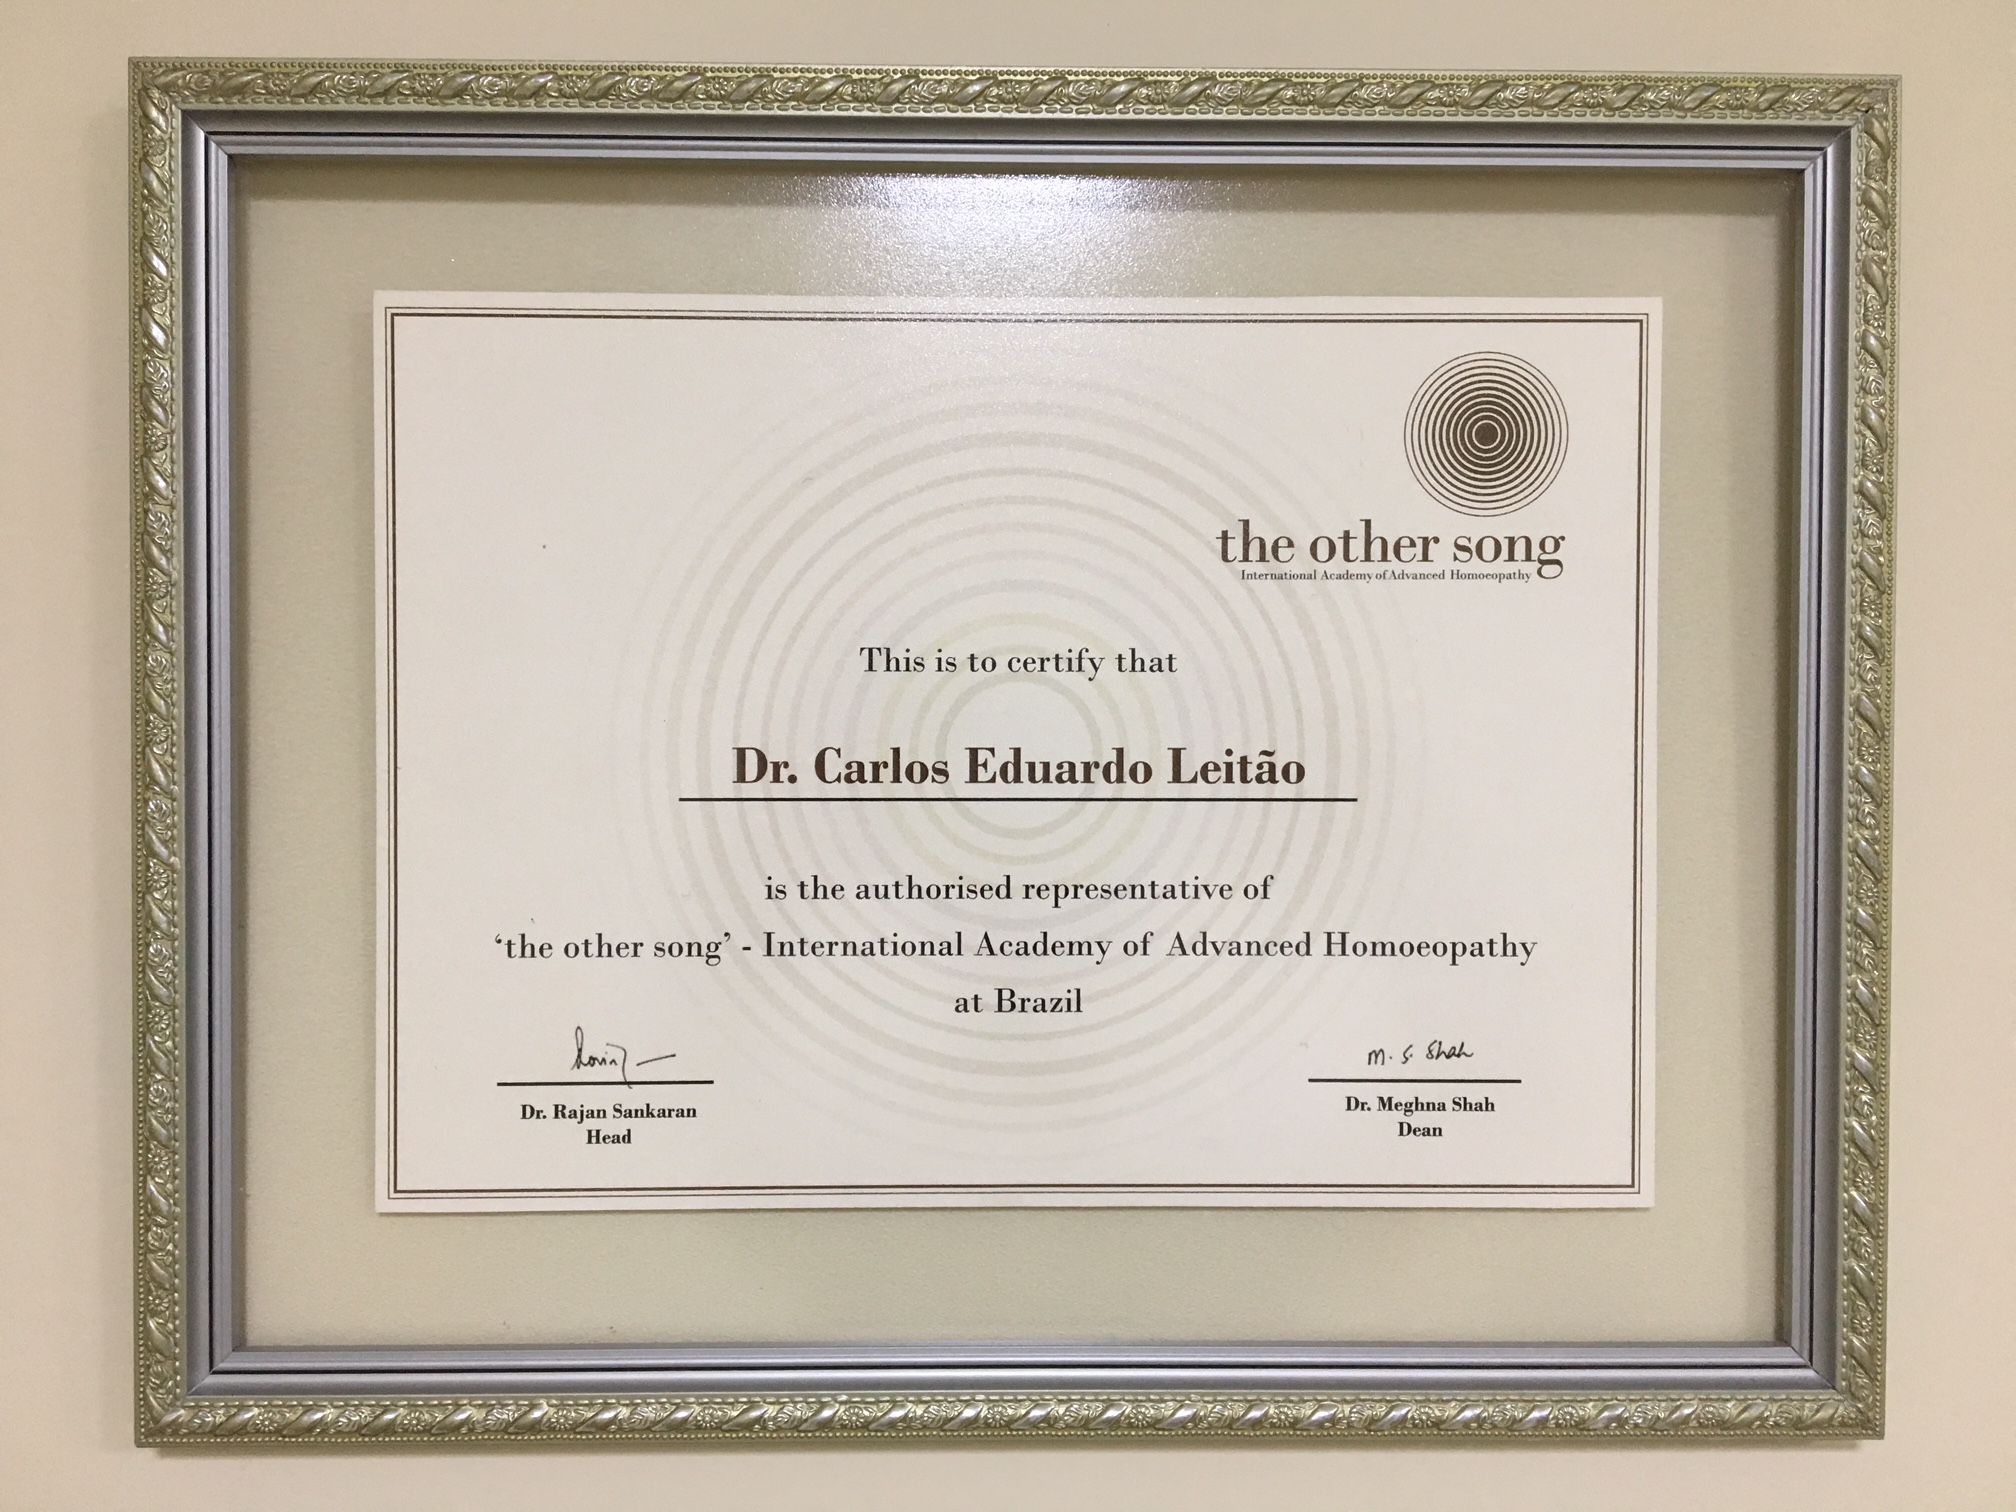 the other song
International Academy of Advanced Homoeopathy
This is to certify that
Dr. Carlos Eduardo Leitão
is the authorised representative of
‘the other song’ - International Academy of Advanced Homoeopathy
at Brazil
M. S. Shah
Dr. Rajan Sankaran
Head
Dr. Meghna Shah
Dean